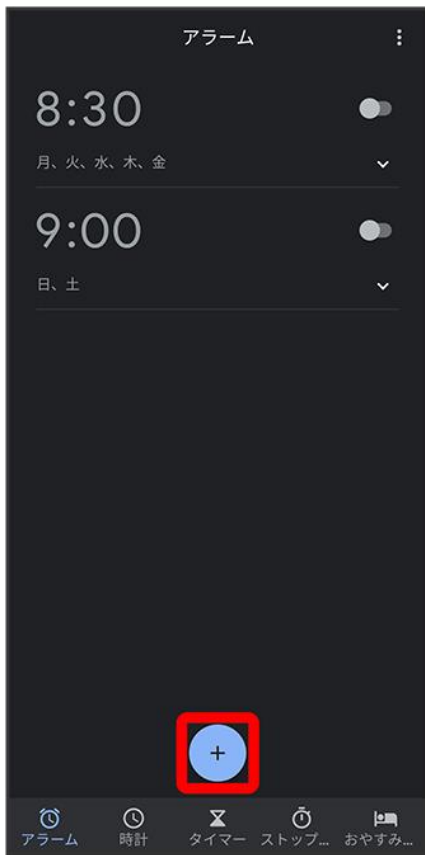 アラーム
8:30
月、火、水、木、金
9:00
日、土
+
アラーム 時計 タイマー ストップ... おやすみ...